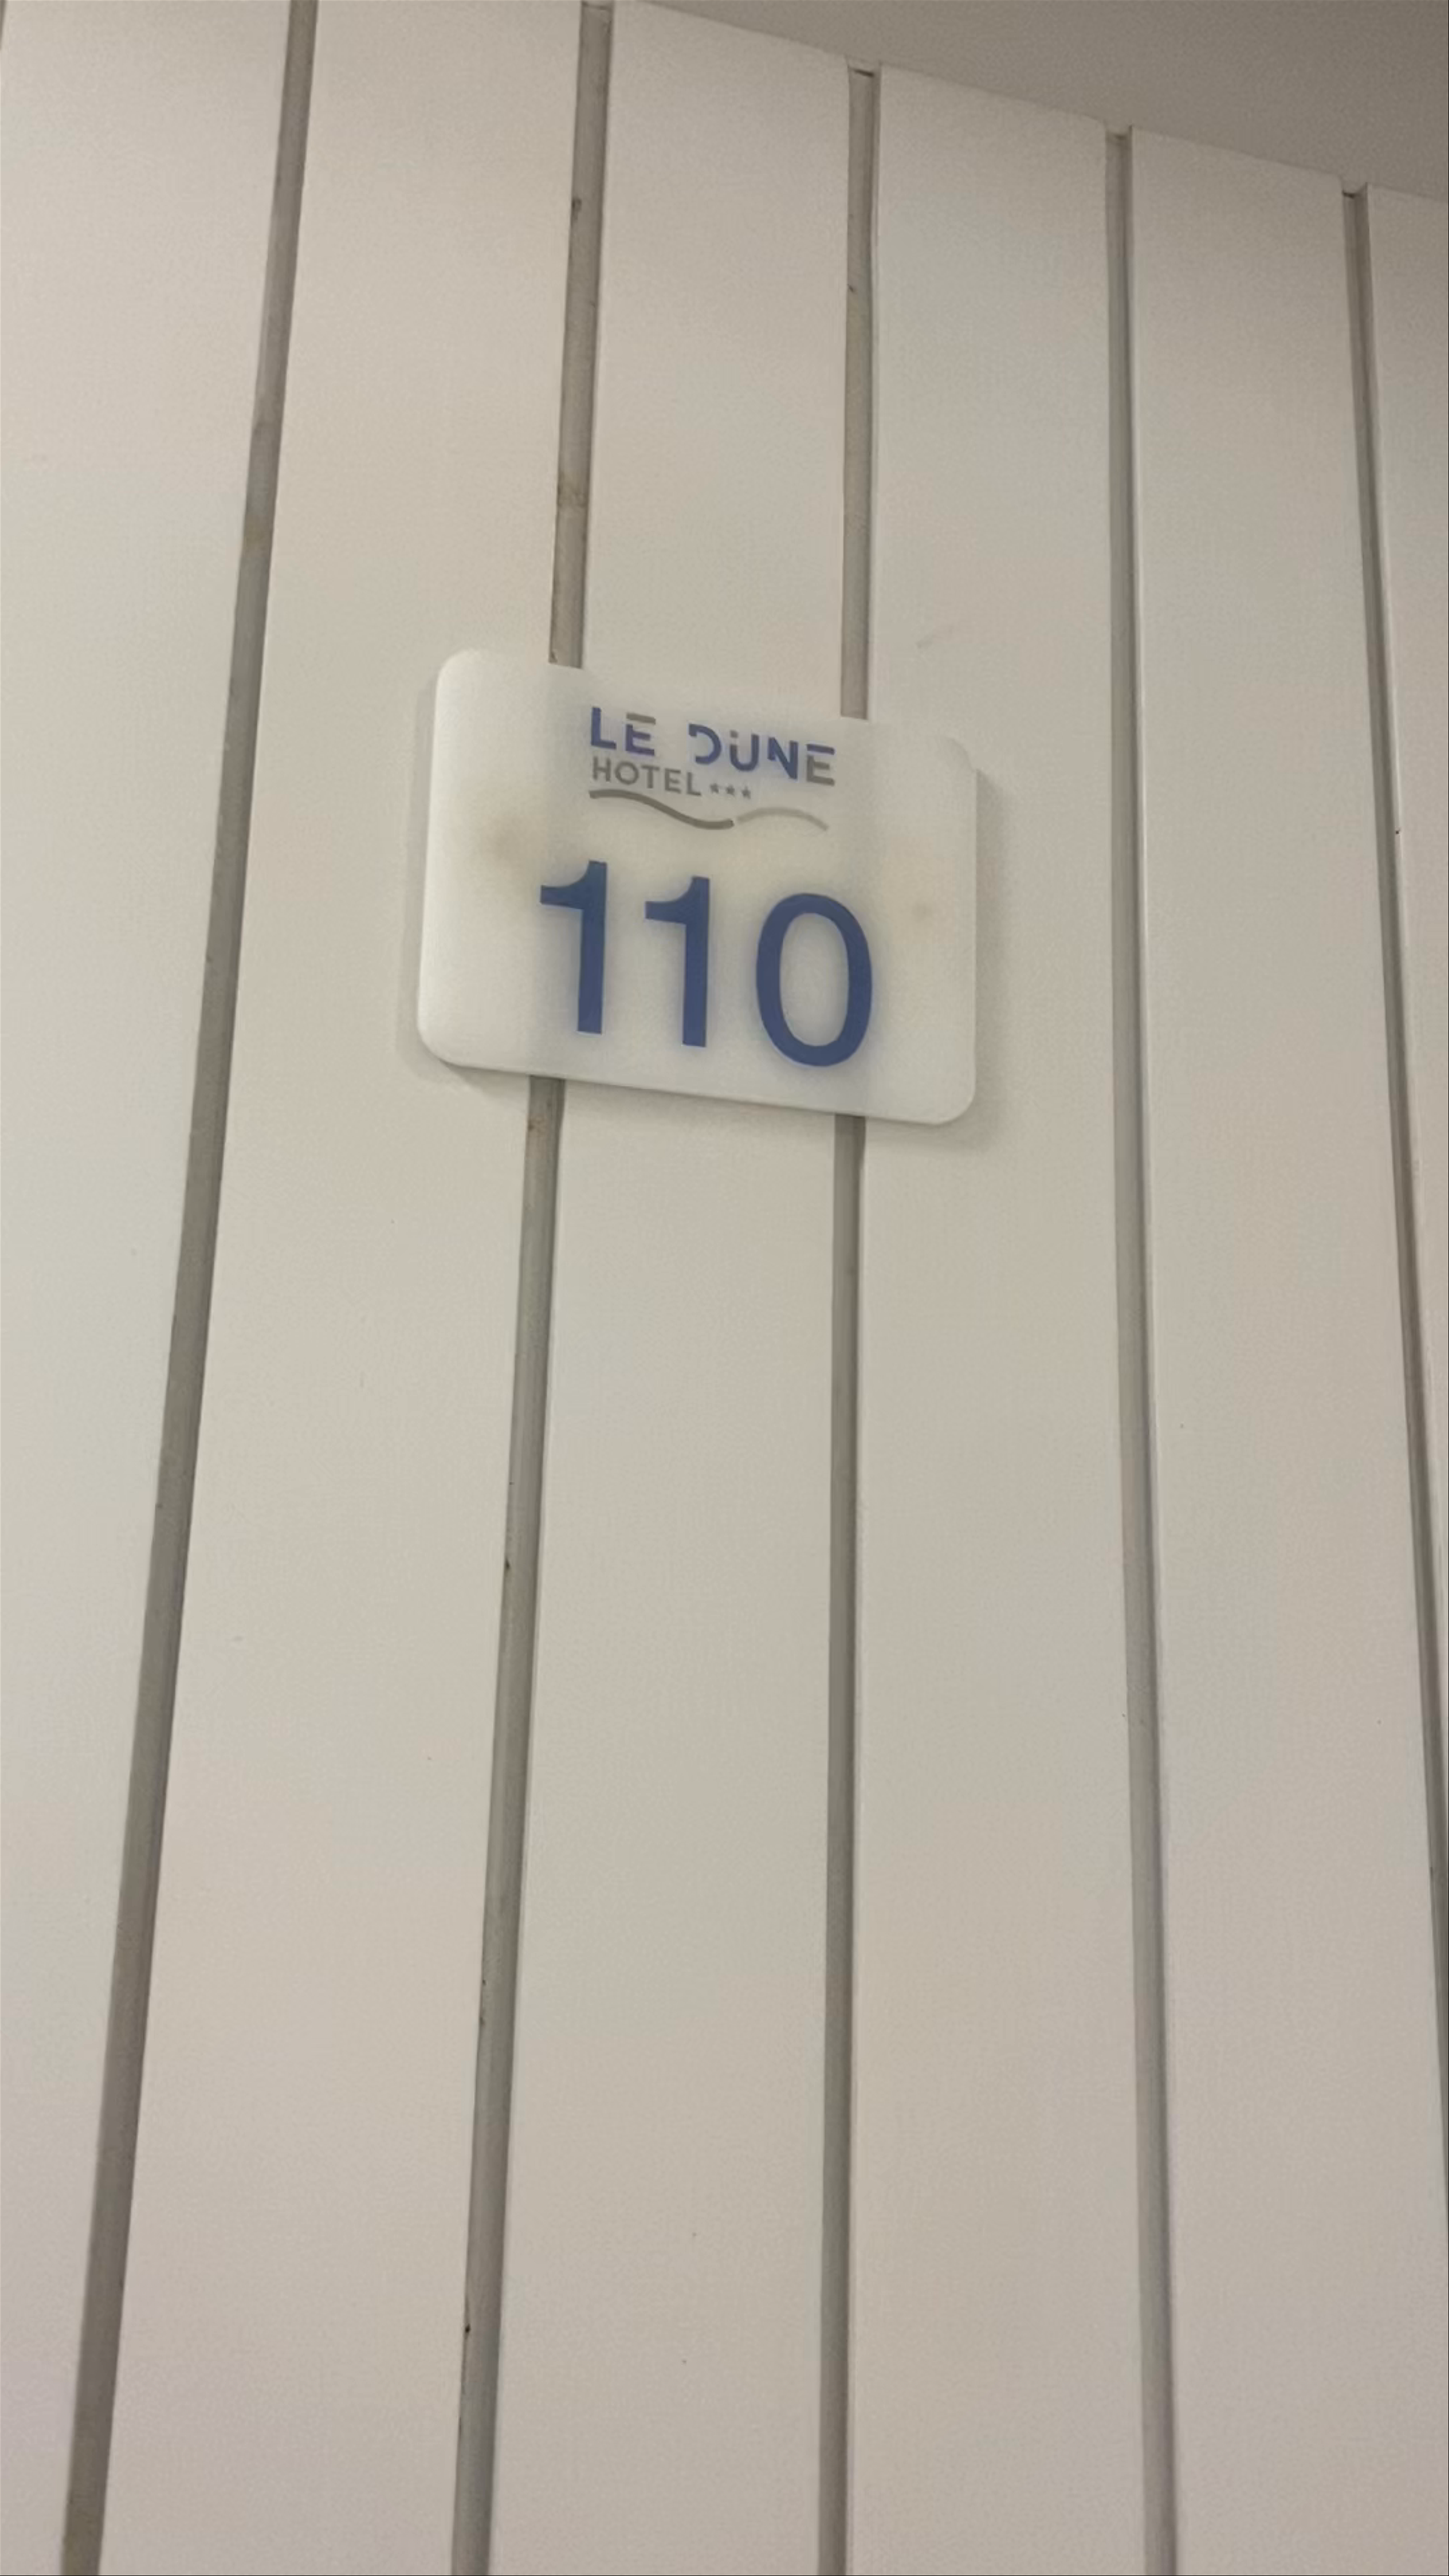 LE DUNE
HOTEL ★★★
110